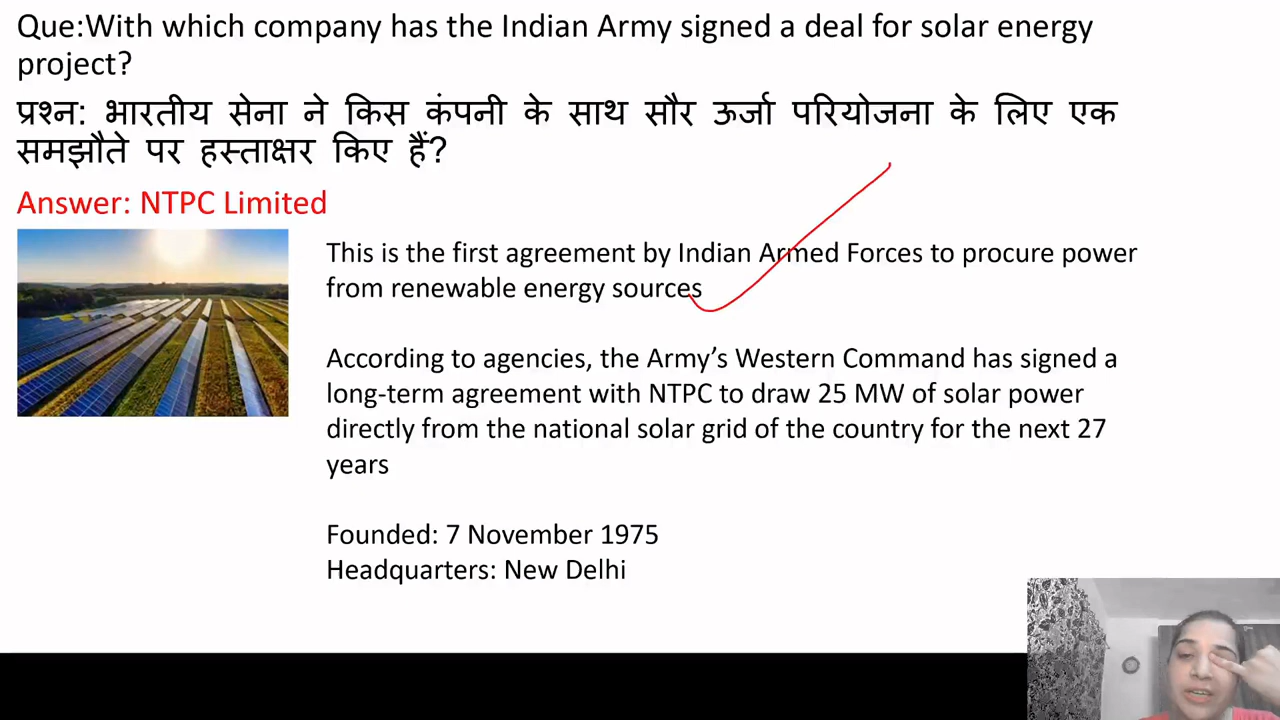 Que:With which company has the Indian Army signed a deal for solar energy
project?
प्रश्न: भारतीय सेना ने किस कंपनी के साथ सौर ऊर्जा परियोजना के लिए एक
समझौते पर हस्ताक्षर किए हैं?
Answer: NTPC Limited
This is the first agreement by Indian Armed Forces to procure power
from renewable energy sources
According to agencies, the Army’s Western Command has signed a
long-term agreement with NTPC to draw 25 MW of solar power
directly from the national solar grid of the country for the next 27
years
Founded: 7 November 1975
Headquarters: New Delhi